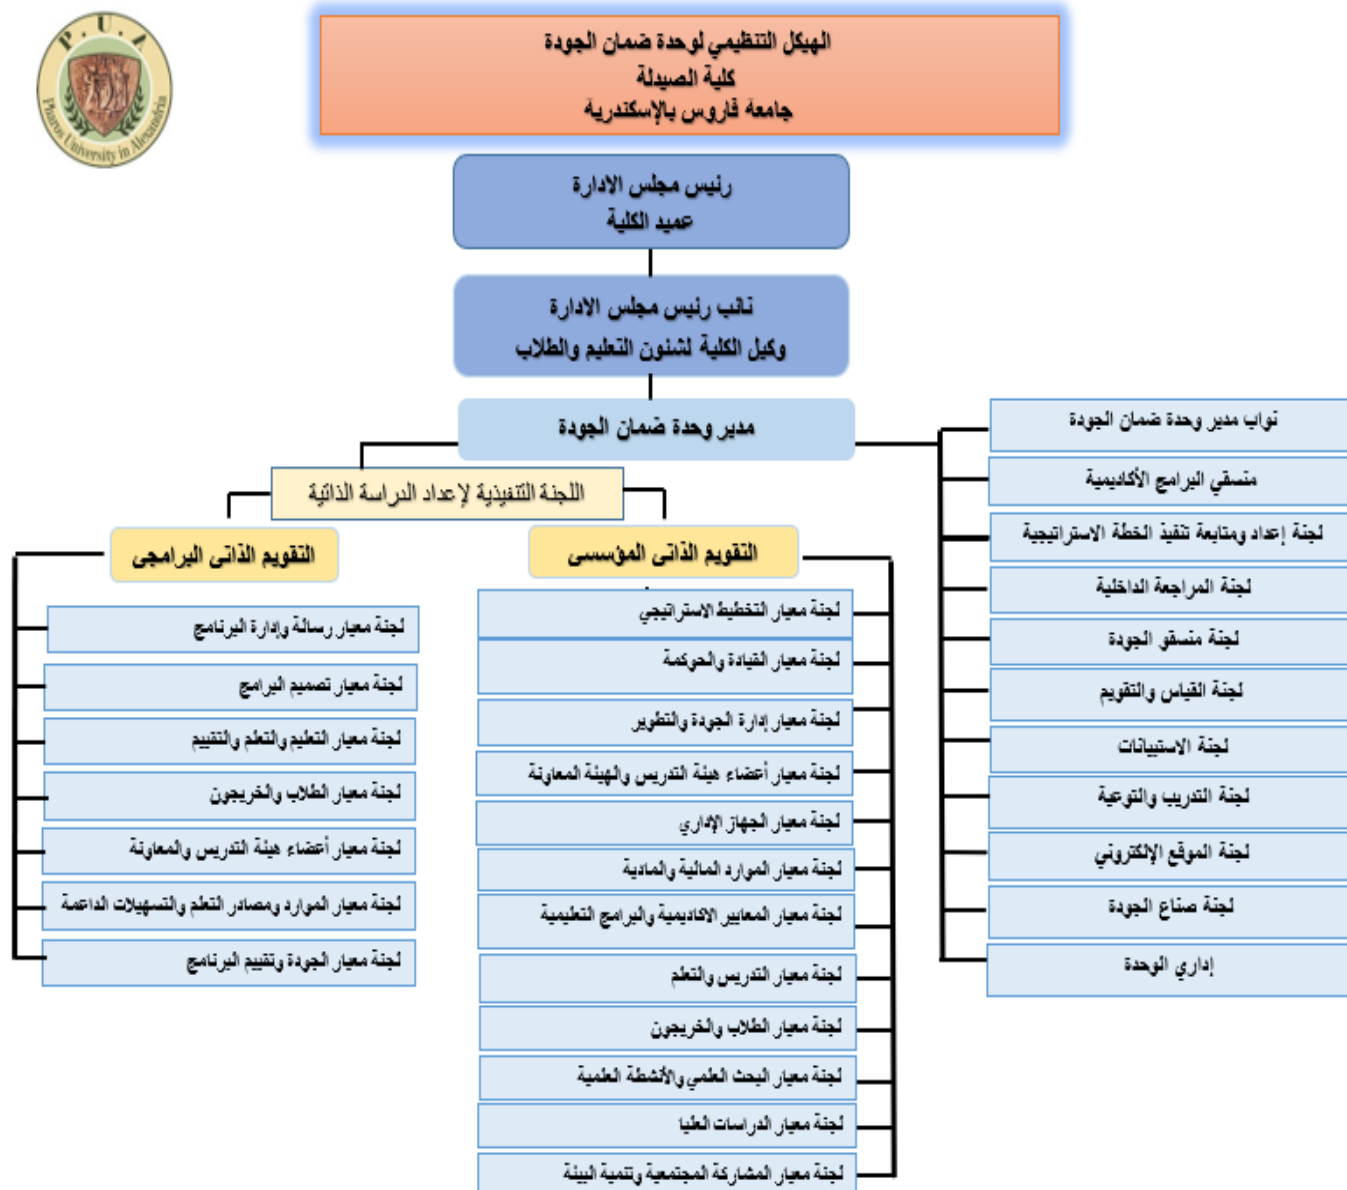 P. U. A
Pharos University in Alexandria
الهيكل التنظيمي لوحدة ضمان الجودة
كلية الصيدلة
جامعة فاروس بالإسكندرية
رئيس مجلس الادارة
عميد الكلية
نائب رئيس مجلس الادارة
وكيل الكلية لشئون التعليم والطلاب
مدير وحدة ضمان الجودة
نواب مدير وحدة ضمان الجودة
منسقي البرامج الأكاديمية
لجنة إعداد ومتابعة تنفيذ الخطة الاستراتيجية
لجنة المراجعة الداخلية
لجنة منسقو الجودة
لجنة القياس والتقويم
لجنة الاستبيانات
لجنة التدريب والتوعية
لجنة الموقع الإلكتروني
لجنة صناع الجودة
إداري الوحدة
اللجنة التنفيذية لإعداد الدراسة الذاتية
التقويم الذاتى المؤسسى
لجنة معيار التخطيط الاستراتيجي
لجنة معيار القيادة والحوكمة
لجنة معيار إدارة الجودة والتطوير
لجنة معيار أعضاء هيئة التدريس والهيئة المعاونة
لجنة معيار الجهاز الإداري
لجنة معيار الموارد المالية والمادية
لجنة معيار المعايير الاكاديمية والبرامج التعليمية
لجنة معيار التدريس والتعلم
لجنة معيار الطلاب والخريجون
لجنة معيار البحث العلمي والأنشطة العلمية
لجنة معيار الدراسات العليا
لجنة معيار المشاركة المجتمعية وتنمية البيئة
التقويم الذاتى البرامجى
لجنة معيار رسالة وإدارة البرنامج
لجنة معيار تصميم البرامج
لجنة معيار التعليم والتعلم والتقييم
لجنة معيار الطلاب والخريجون
لجنة معيار أعضاء هيئة التدريس والمعاونة
لجنة معيار الموارد ومصادر التعلم والتسهيلات الداعمة
لجنة معيار الجودة وتقييم البرنامج